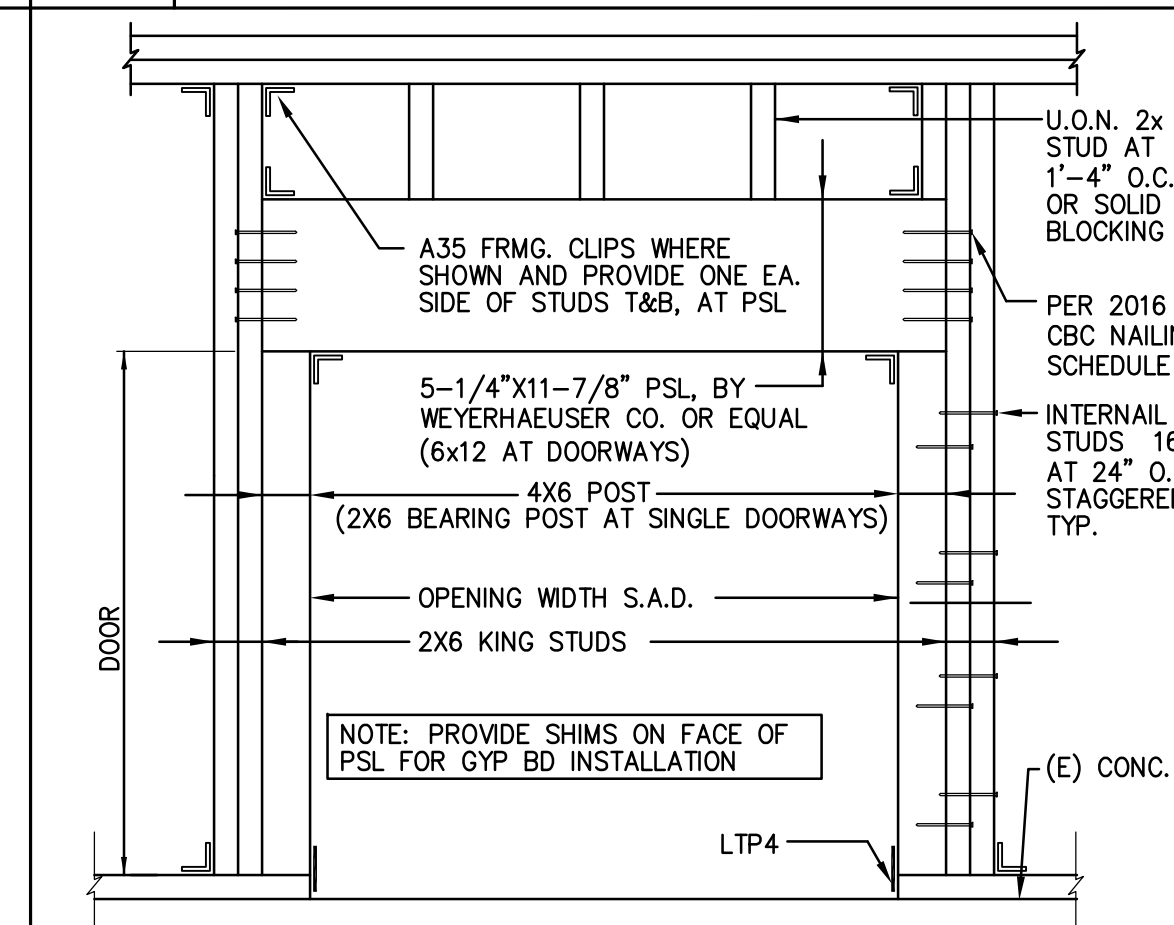 U.O.N. 2x
STUD AT
1'-4" O.C.
OR SOLID
BLOCKING
A35 FRMG. CLIPS WHERE
SHOWN AND PROVIDE ONE EA.
SIDE OF STUDS T&B, AT PSL
PER 2016
CBC NAILIN
SCHEDULE
5-1/4"X11-7/8" PSL, BY
WEYERHAEUSER CO. OR EQUAL
(6x12 AT DOORWAYS)
INTERNAIL
STUDS 16
AT 24" O.
STAGGERE
TYP.
4X6 POST
(2X6 BEARING POST AT SINGLE DOORWAYS)
OPENING WIDTH S.A.D.
DOOR
2X6 KING STUDS
NOTE: PROVIDE SHIMS ON FACE OF
PSL FOR GYP BD INSTALLATION
(E) CONC.
LTP4